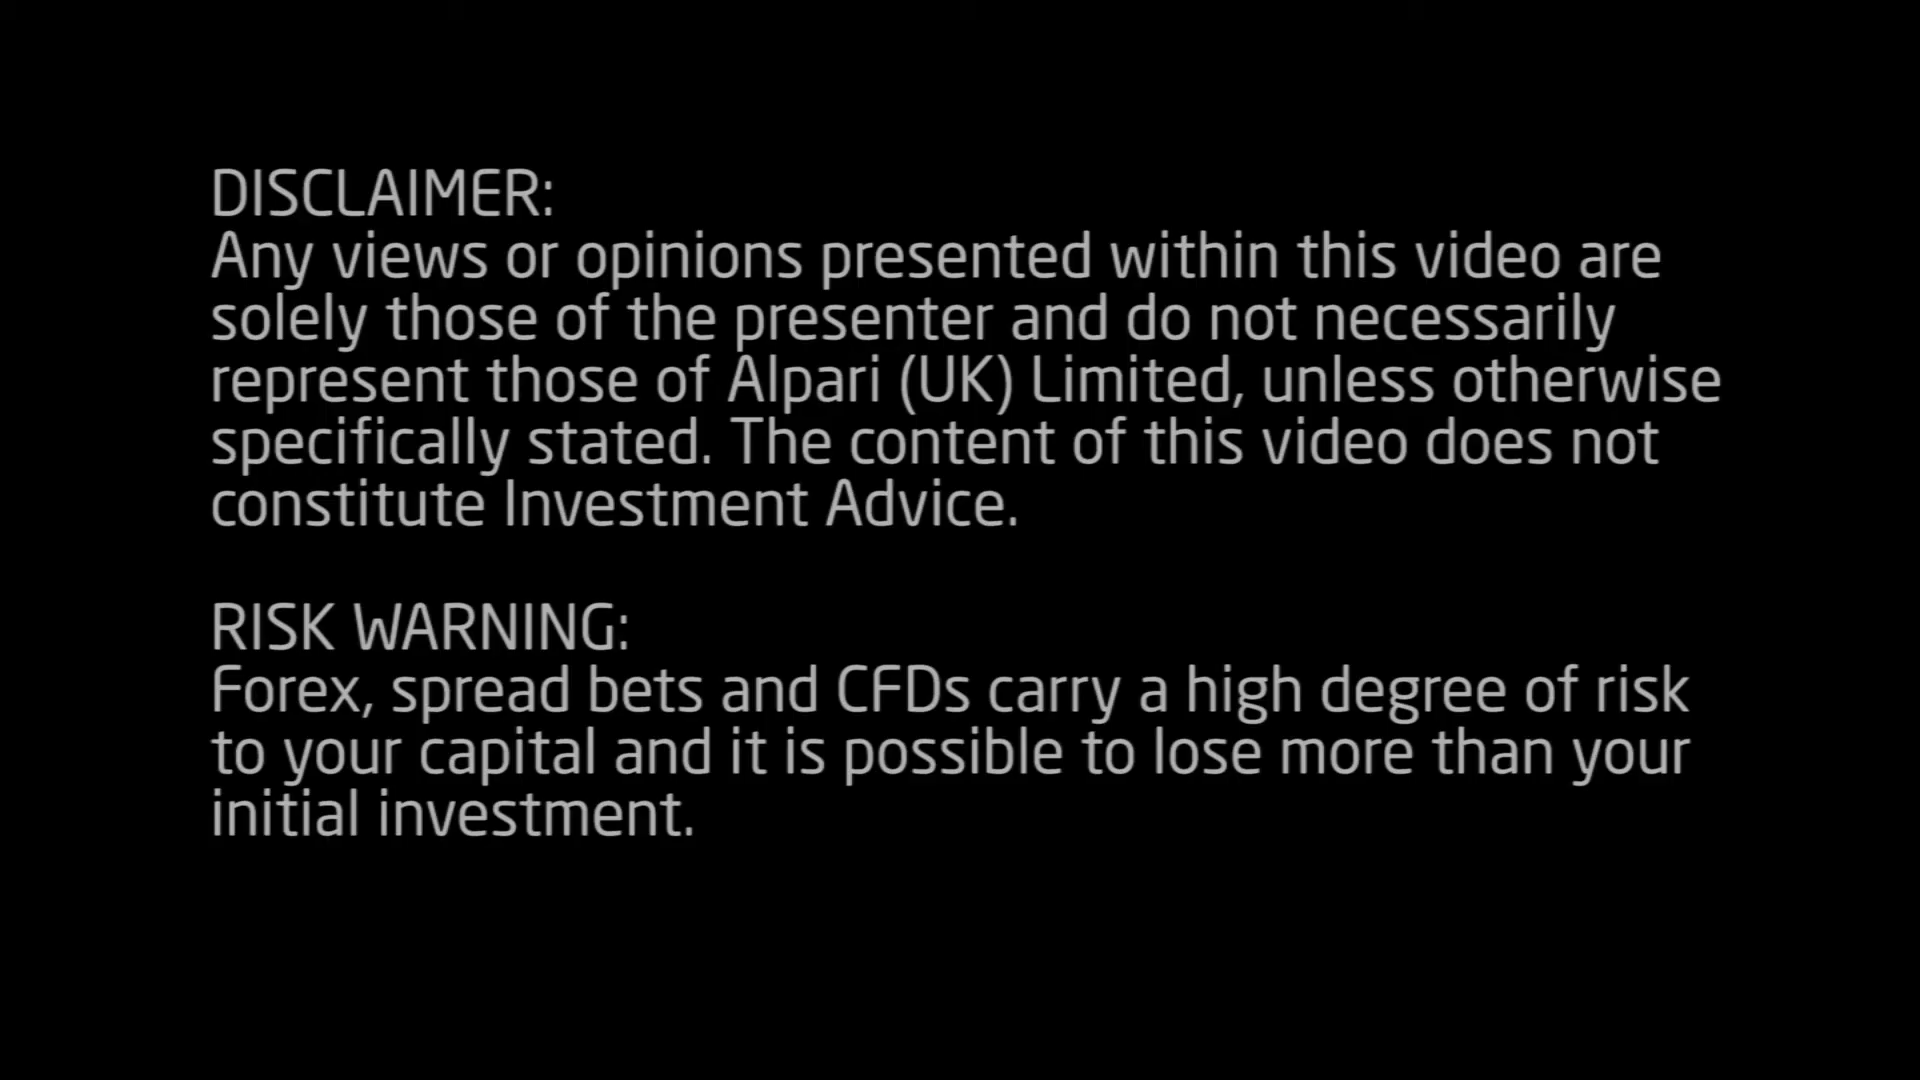 DISCLAIMER:
Any views or opinions presented within this video are
solely those of the presenter and do not necessarily
represent those of Alpari (UK) Limited, unless otherwise
specifically stated. The content of this video does not
constitute Investment Advice.
RISK WARNING:
Forex, spread bets and CFDs carry a high degree of risk
to your capital and it is possible to lose more than your
initial investment.